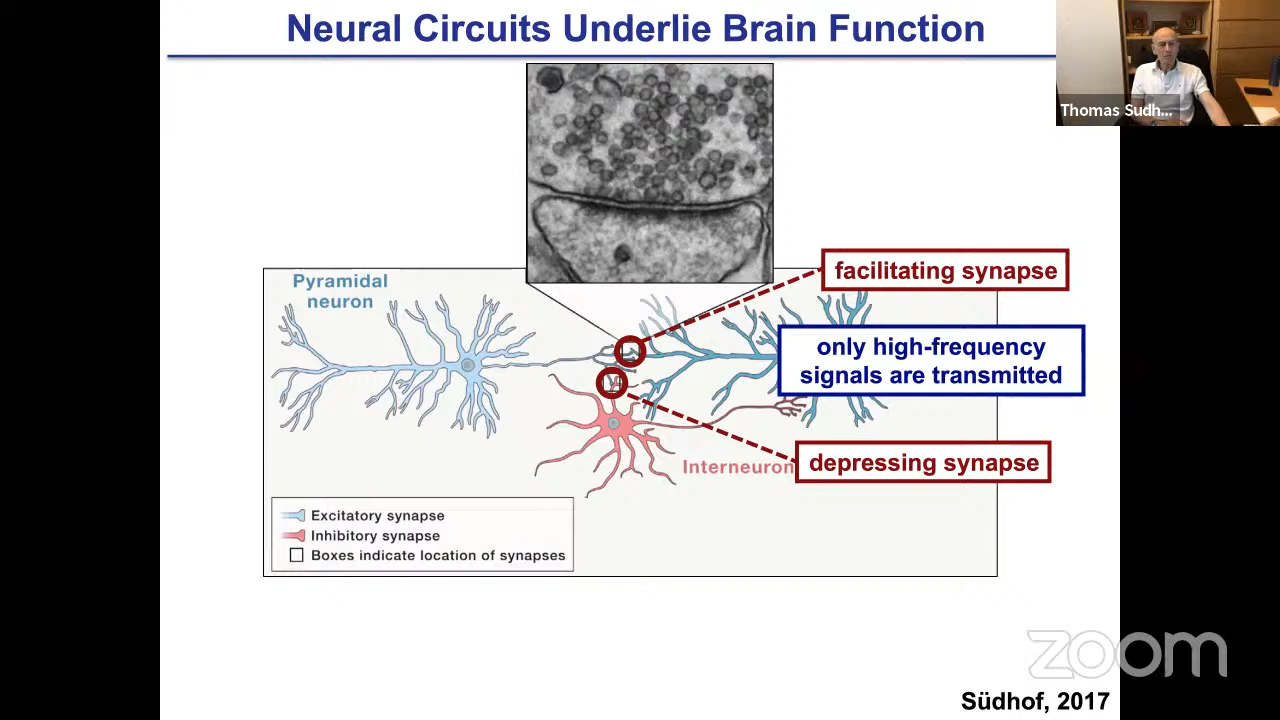 Neural Circuits Underlie Brain Function
Thomas Sudh...
facilitating synapse
Pyramidal
neuron
only high-frequency
signals are transmitted
depressing synapse
Interneuron
Excitatory synapse
Inhibitory synapse
Boxes indicate location of synapses
zoom
Südhof, 2017